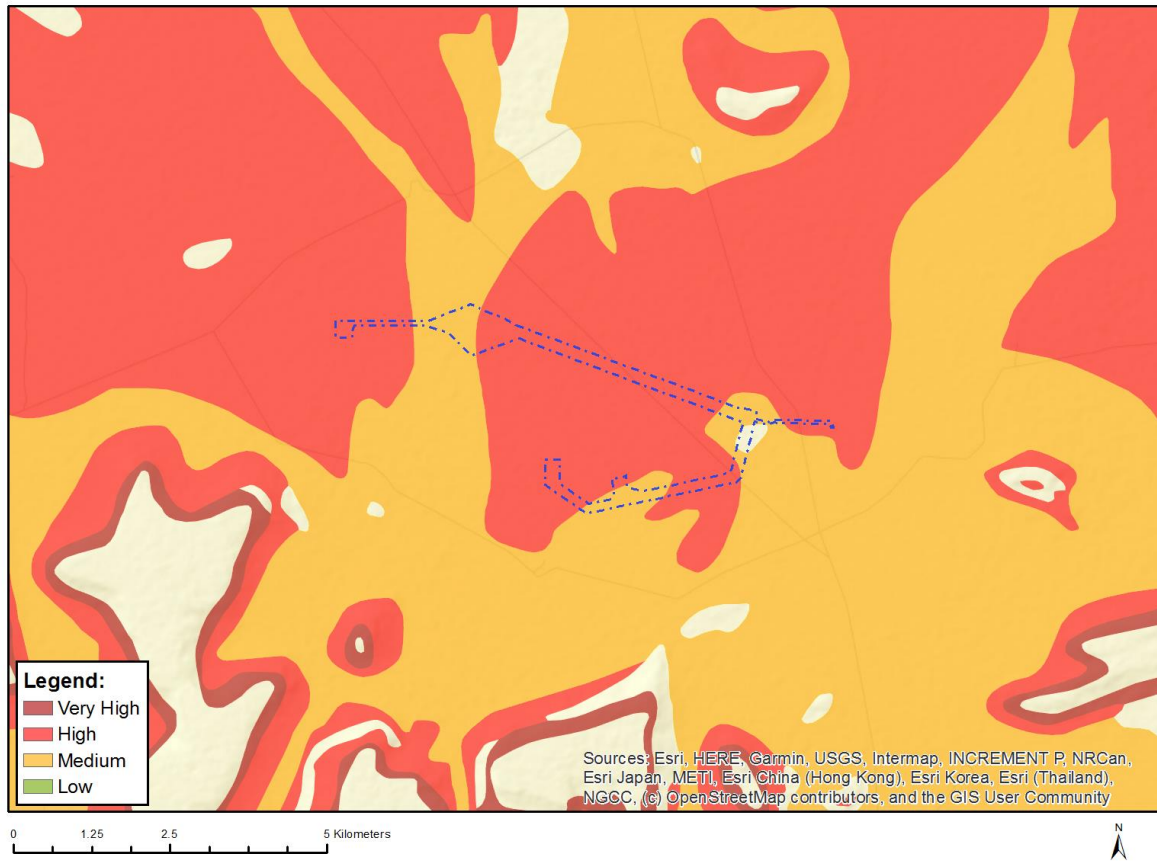 Legend:
Very High
High
Medium
Low
Sources: Esri, HERE, Garmin, USGS, Intermap, INCREMENT P, NRCan,
Esri Japan, METI, Esri China (Hong Kong), Esri Korea, Esri (Thailand),
NGCC, (c) OpenStreetMap contributors, and the GIS User Community
0 1.25 2.5 5 Kilometers
N